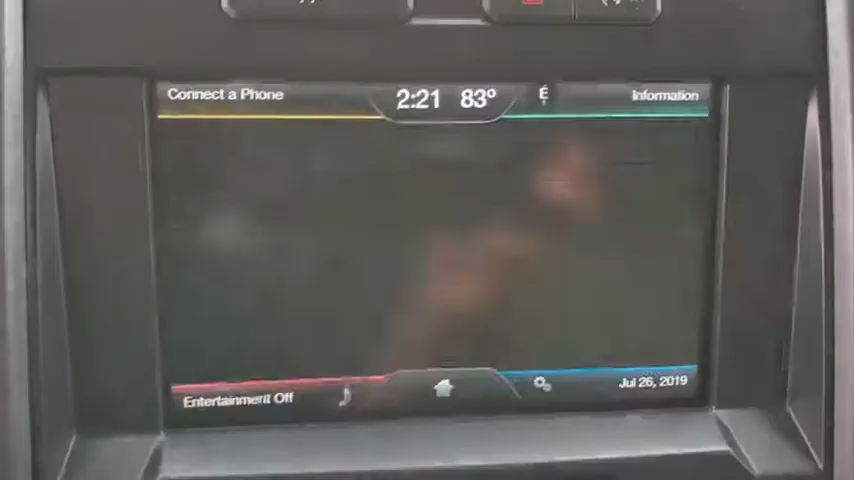 Connect a Phone
2:21 83°
E
Information
Entertainment Off
Jul 26, 2019